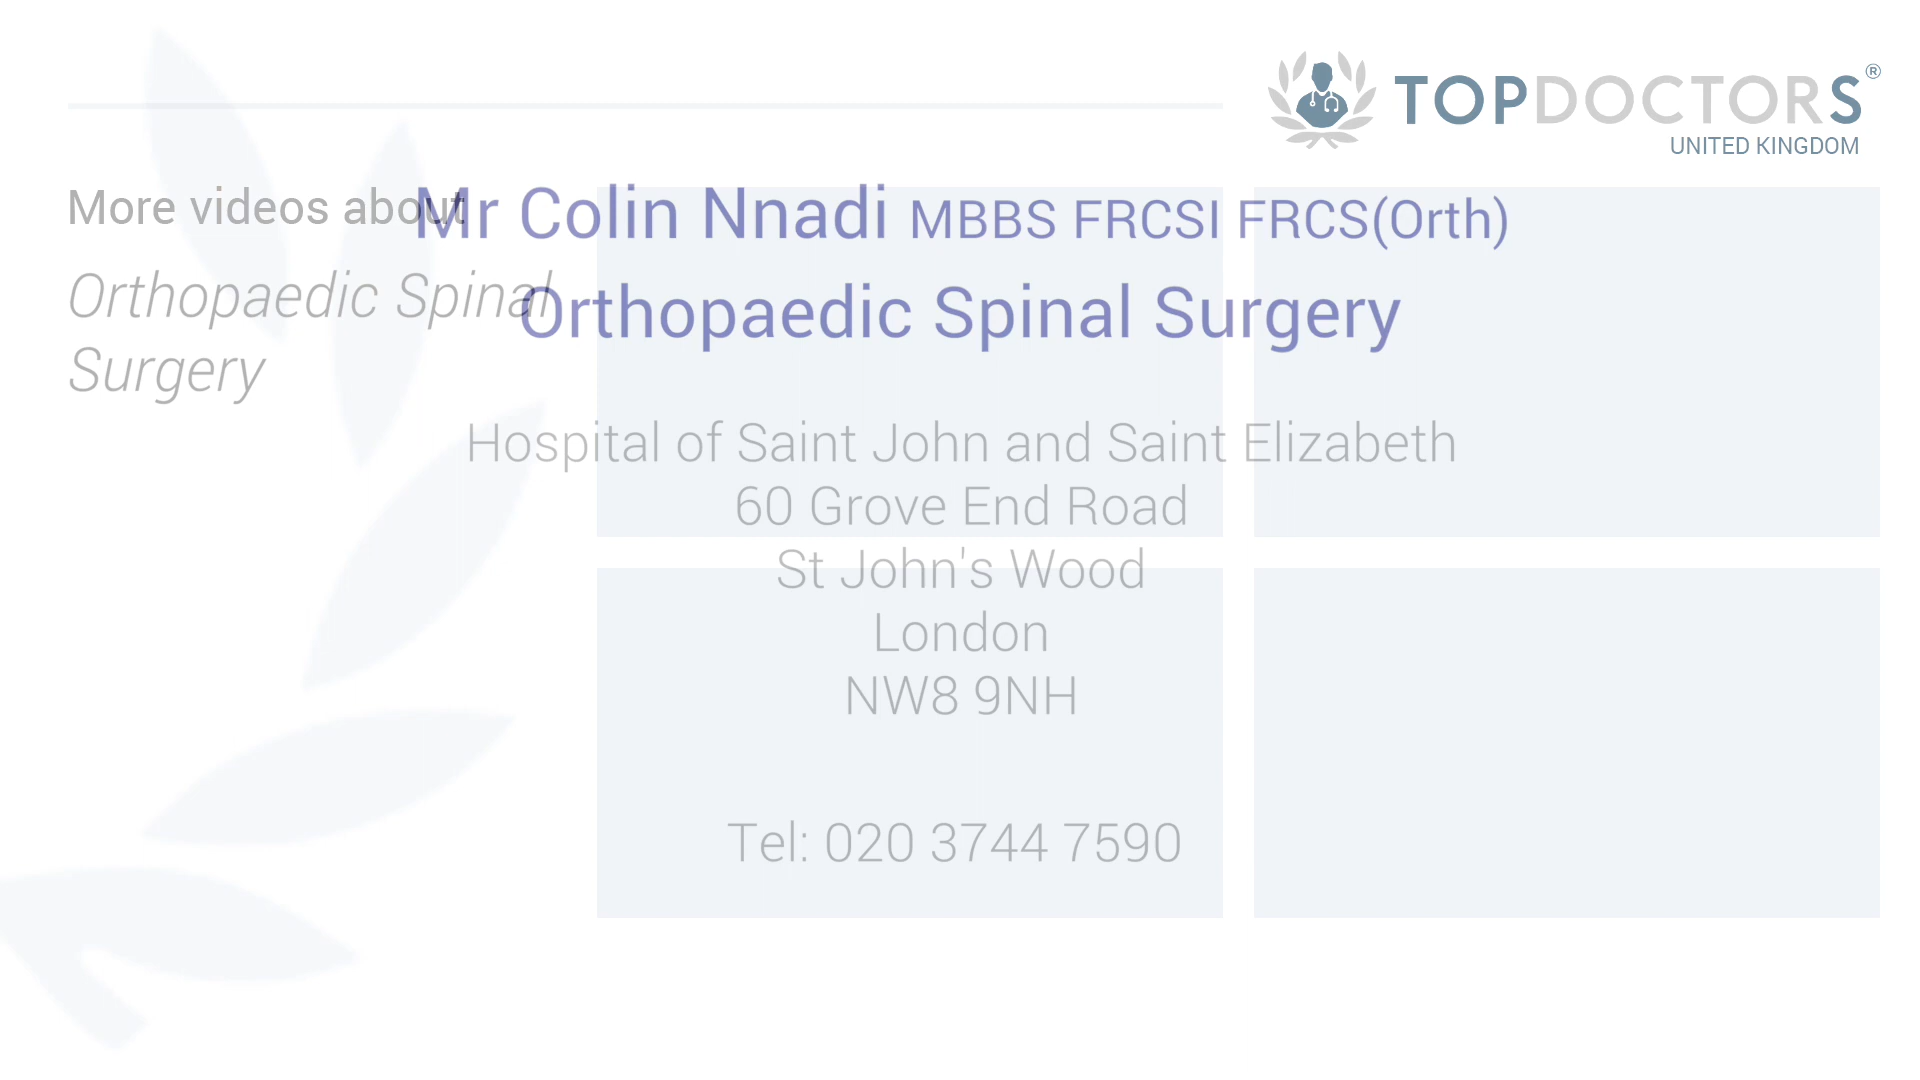 TOPDOCTORS®
UNITED KINGDOM
More videos about
Orthopaedic Spinal
Surgery
Mr Colin Nnadi MBBS FRCSI FRCS(Orth)
Orthopaedic Spinal Surgery
Hospital of Saint John and Saint Elizabeth
60 Grove End Road
St John's Wood
London
NW8 9NH
Tel: 020 3744 7590